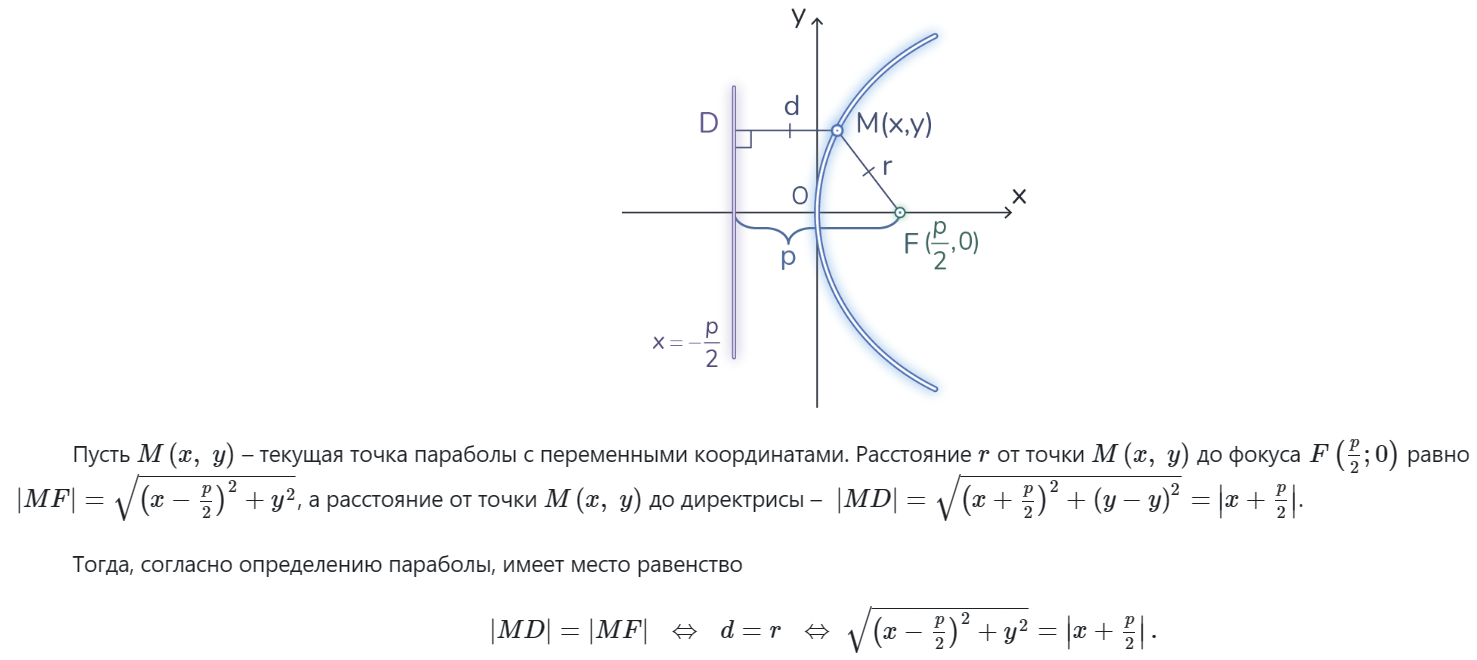 y
d
D
M(x,y)
r
O
x
p
F(p/2,0)
x = -p/2
Пусть M (x, y) – текущая точка параболы с переменными координатами. Расстояние r от точки M (x, y) до фокуса F (p/2; 0) равно
|MF| = √((x − p/2)² + y²), а расстояние от точки M (x, y) до директрисы – |MD| = √((x + p/2)² + (y − y)²) = |x + p/2|.
Тогда, согласно определению параболы, имеет место равенство
|MD| = |MF| ⇔ d = r ⇔ √((x − p/2)² + y²) = |x + p/2|.